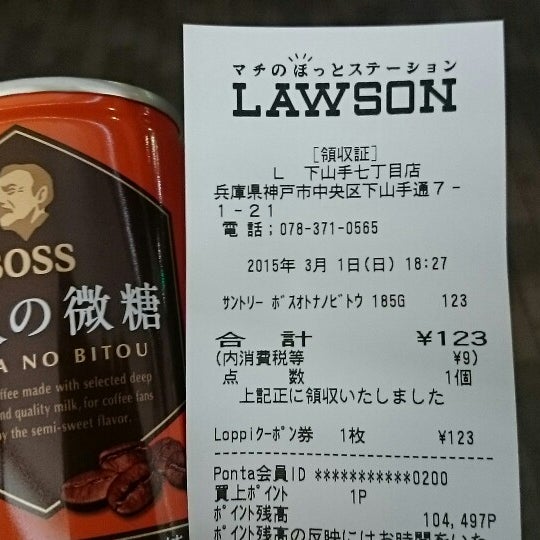 BOSS
の微糖
A NO BITOU
coffee made with selected deep
and quality milk, for coffee fans
by the semi-sweet flavor.
マチのほっとステーション
LAWSON
[領収証]
L 下山手七丁目店
兵庫県神戸市中央区下山手通７−
１−２１
電話;078-371-0565
2015年 3月 1日(日) 18:27
ｻﾝﾄﾘｰ ﾎﾞｽｵﾄﾅﾉﾋﾞﾄｳ 185G 123
合計 ¥123
(内消費税等 ¥9)
点数 1個
上記正に領収いたしました
Loppiｸｰﾎﾟﾝ券 1枚 ¥123
Ponta会員ID ***********0200
買上ﾎﾟｲﾝﾄ 1P
ﾎﾟｲﾝﾄ残高 104,497P
ﾎﾟｲﾝﾄ残高の反映にはお時間をいた